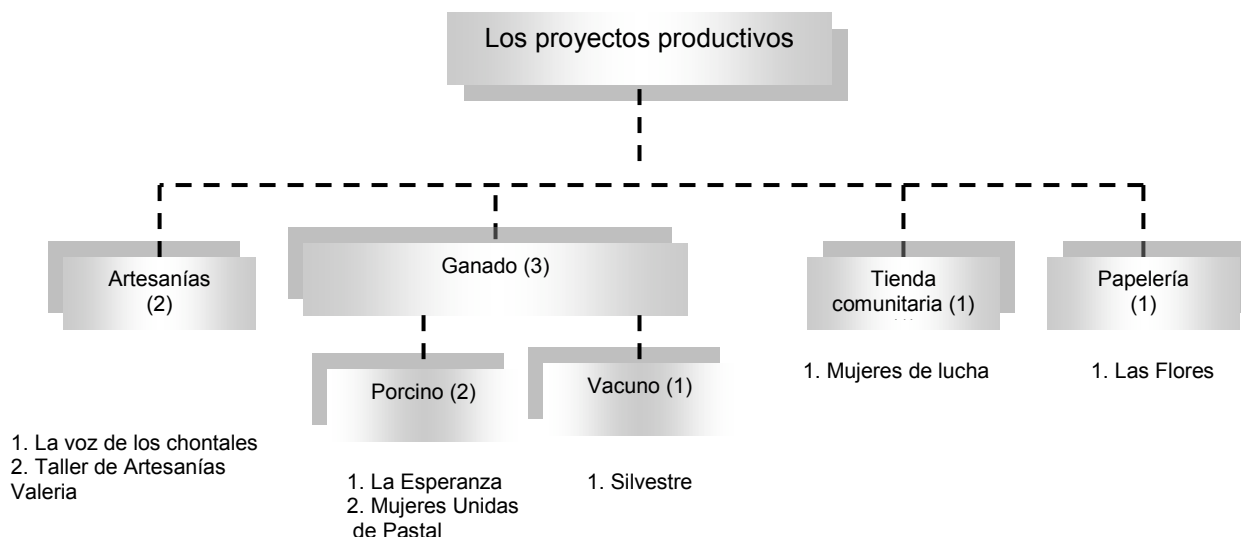 Los proyectos productivos
Artesanías
(2)
Ganado (3)
Tienda
comunitaria (1)
Papelería
(1)
Porcino (2)
Vacuno (1)
1. Mujeres de lucha
1. Las Flores
1. La voz de los chontales
2. Taller de Artesanías
Valeria
1. La Esperanza
2. Mujeres Unidas
de Pastal
1. Silvestre